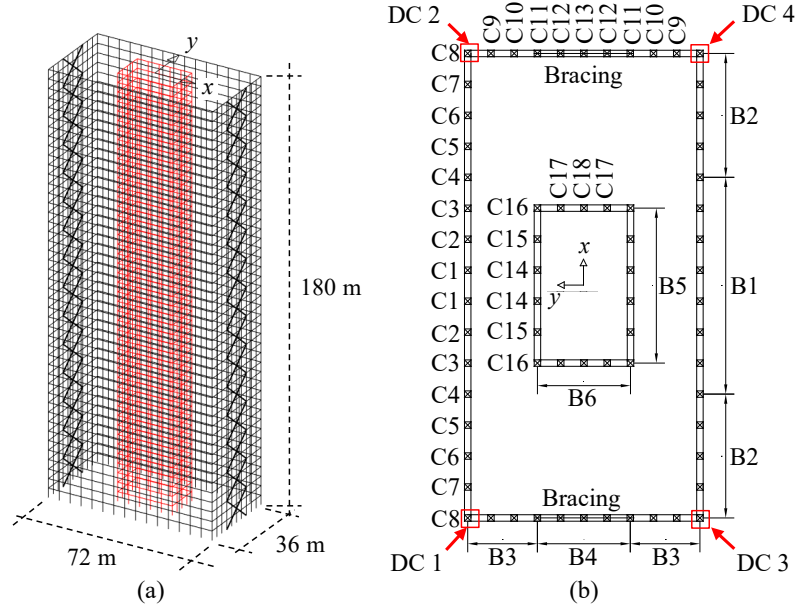 y
x
180 m
72 m
36 m
(a)
DC 2
C9
C10
C11
C12
C13
C12
C11
C10
C9
DC 4
C8
Bracing
C7
C6
C5
C4
C3
C2
C1
C1
C2
C3
C4
C5
C6
C7
C8
C17
C18
C17
C16
C15
C14
C14
C15
C16
x
y
B5
B6
B2
B1
B2
Bracing
DC 1
B3
B4
B3
DC 3
(b)